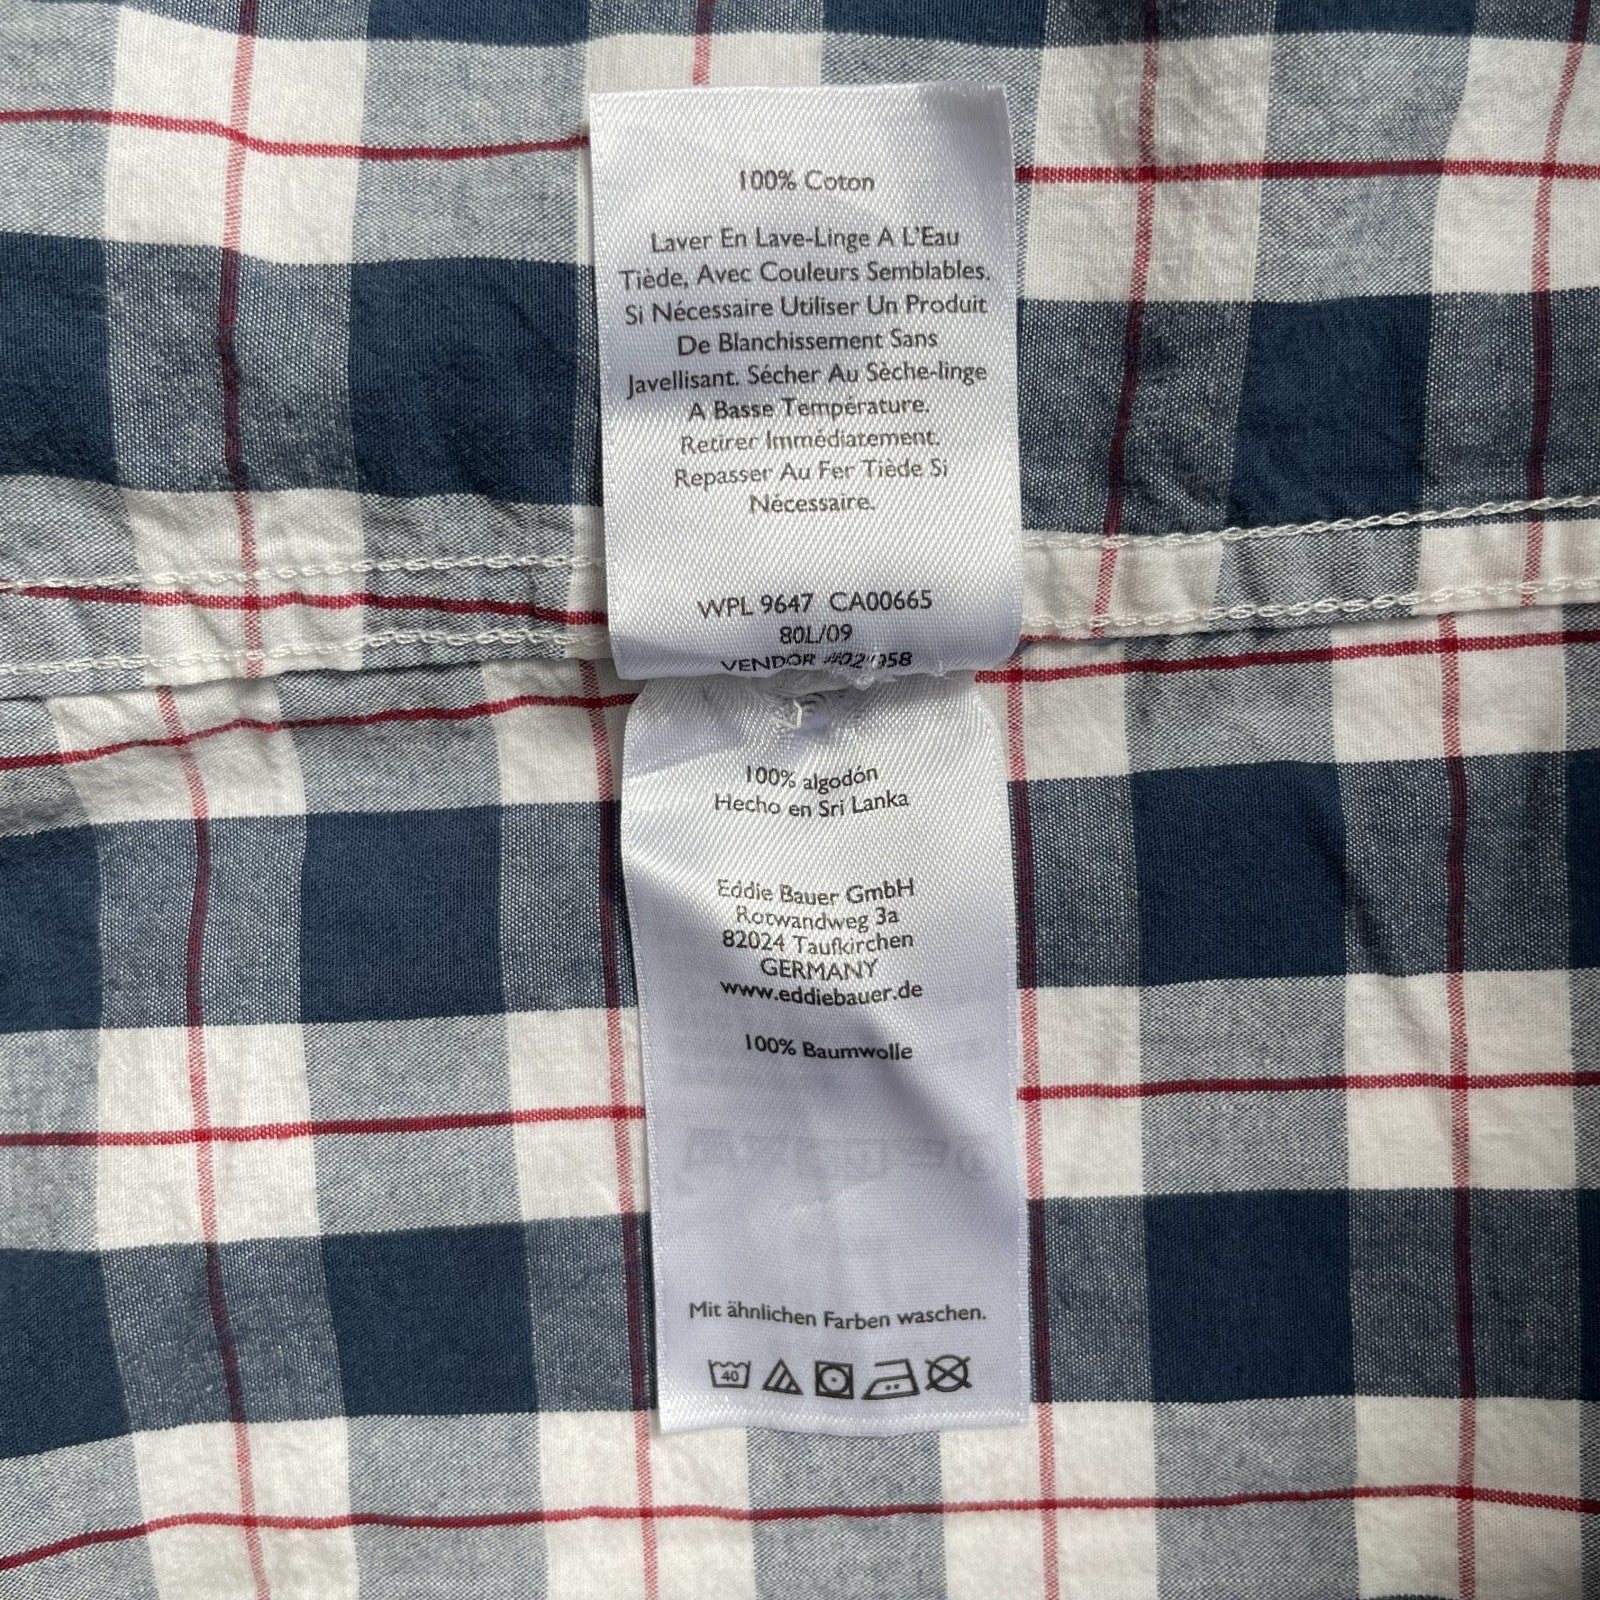 100% Coton
Laver En Lave-Linge A L'Eau
Tiède, Avec Couleurs Semblables.
Si Nécessaire Utiliser Un Produit
De Blanchissement Sans
Javellisant. Sécher Au Sèche-linge
A Basse Température.
Retirer Immédiatement.
Repasser Au Fer Tiède Si
Nécessaire.
WPL 9647 CA00665
80L/09
VENDOR
100% algodón
Hecho en Sri Lanka
Eddie Bauer GmbH
Rotwandweg 3a
82024 Taufkirchen
GERMANY
www.eddiebauer.de
100% Baumwolle
Mit ähnlichen Farben waschen.
40